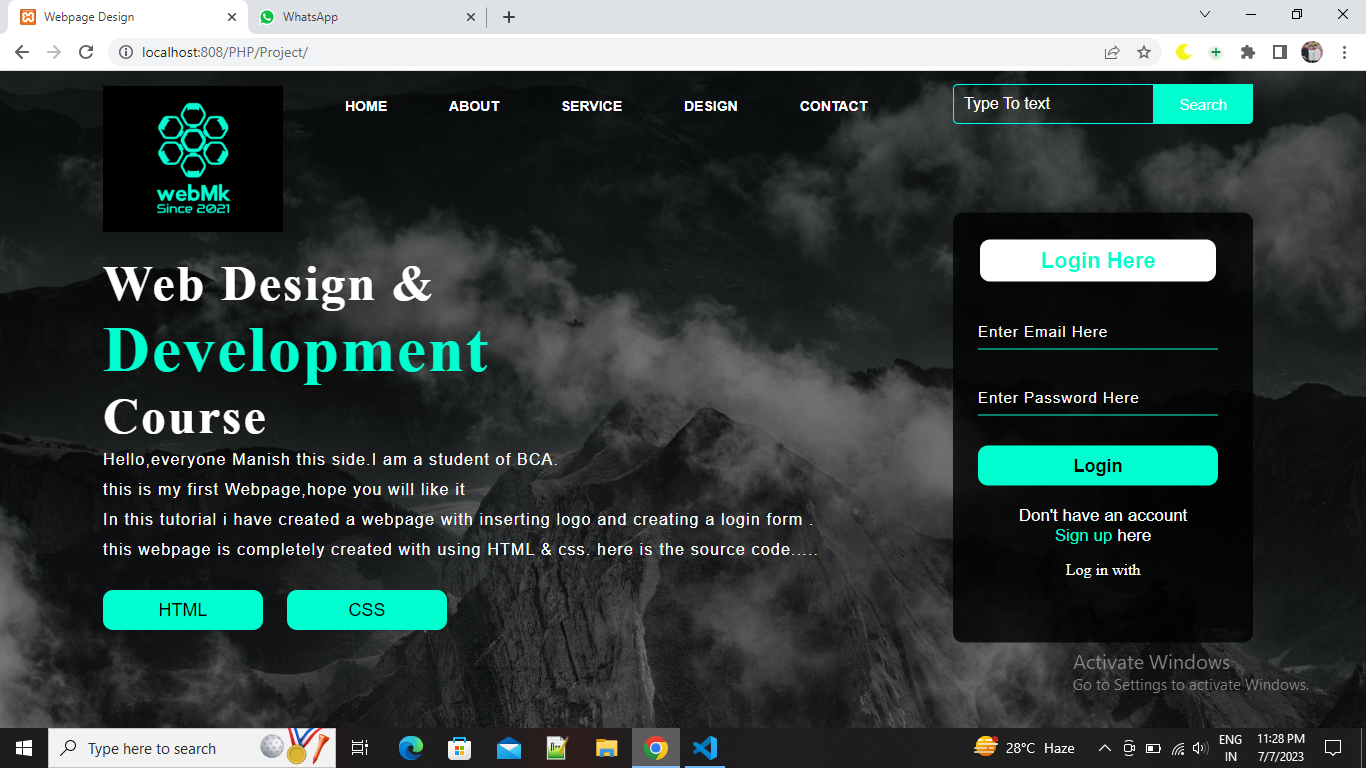 Webpage Design
WhatsApp
localhost:808/PHP/Project/
webMk
Since 2021
HOME
ABOUT
SERVICE
DESIGN
CONTACT
Type To text
Search
Web Design &
Development
Course
Hello,everyone Manish this side.I am a student of BCA.
this is my first Webpage,hope you will like it
In this tutorial i have created a webpage with inserting logo and creating a login form .
this webpage is completely created with using HTML & css. here is the source code.....
HTML
CSS
Login Here
Enter Email Here
Enter Password Here
Login
Don't have an account
Sign up here
Log in with
Activate Windows
Go to Settings to activate Windows.
Type here to search
28°C Haze
ENG
IN
11:28 PM
7/7/2023